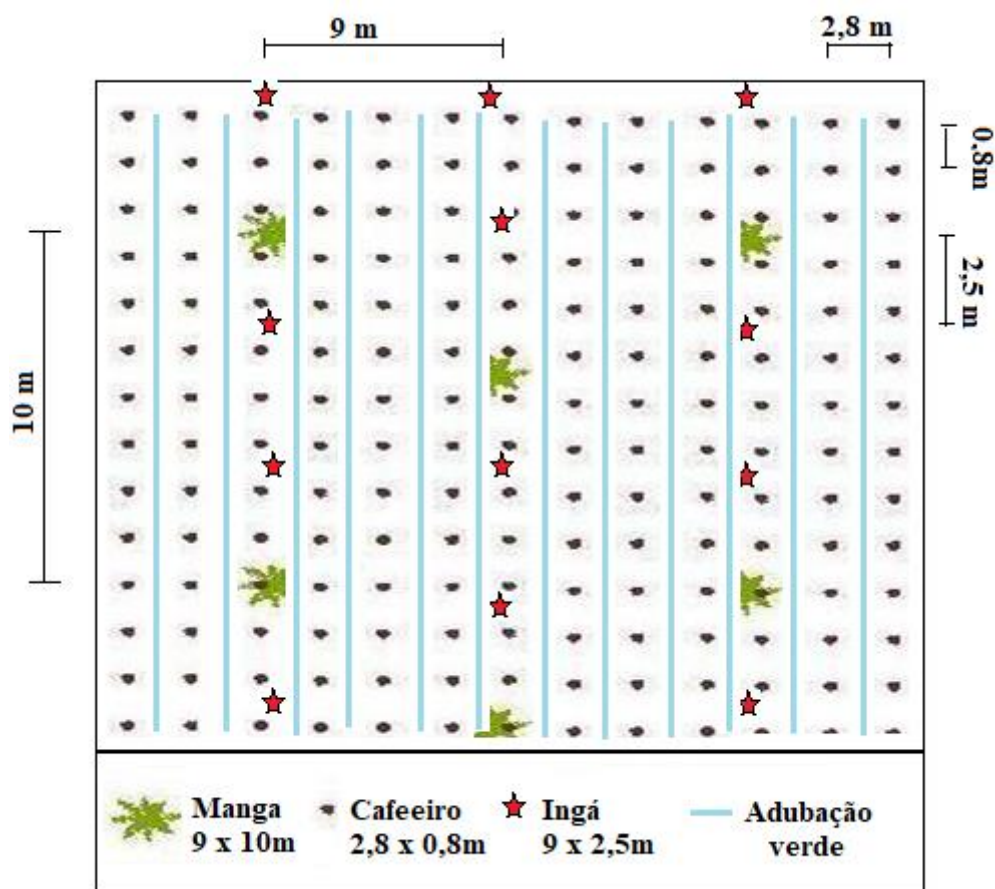 9 m
2,8 m
0,8m
2,5 m
10 m
Manga
9 x 10m
Cafeeiro
2,8 x 0,8m
Ingá
9 x 2,5m
Adubação
verde